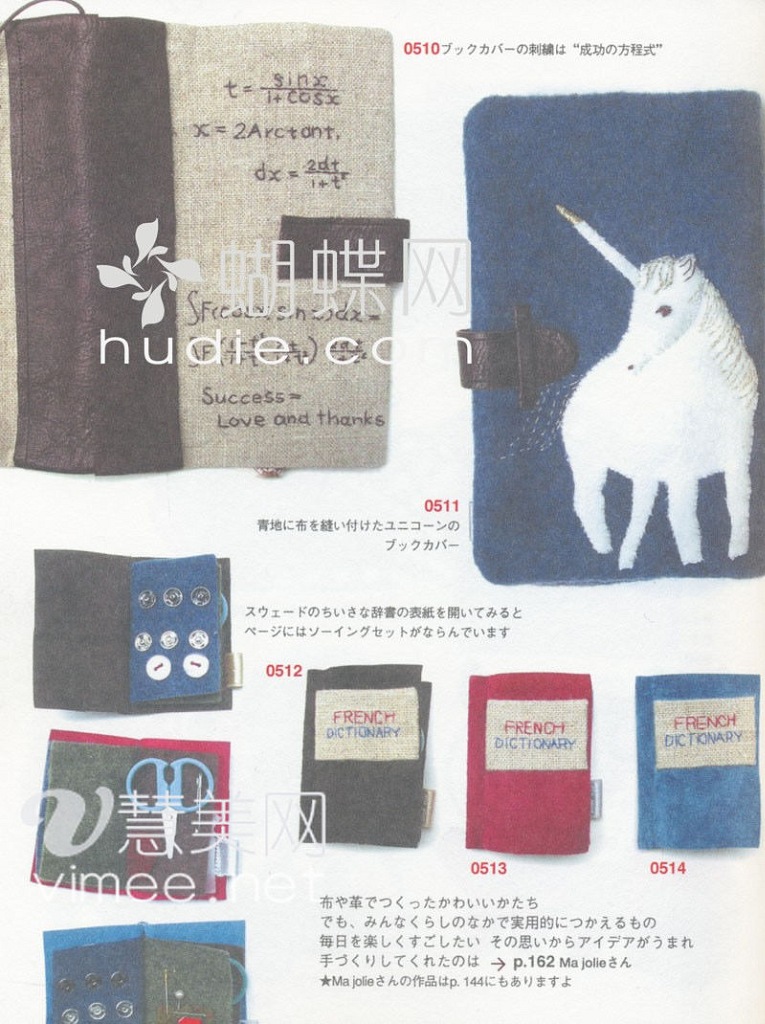 0510ブックカバーの刺繍は“成功の方程式”
t = sinx
1+cosx
x = 2Arctant,
dx = 2dt
1+t²
蝴蝶网
hudie.com
Success =
Love and thanks
0511
青地に布を縫い付けたユニコーンの
ブックカバー
スウェードのちいさな辞書の表紙を開いてみると
ページにはソーイングセットがならんでいます
0512
FRENCH
DICTIONARY
FRENCH
DICTIONARY
FRENCH
DICTIONARY
0513
0514
慧美网
vimee.net
布や革でつくったかわいいかたち
でも、みんなくらしのなかで実用的につかえるもの
毎日を楽しくすごしたい その思いからアイデアがうまれ
手づくりしてくれたのは → p.162 Ma jolieさん
★Ma jolieさんの作品はp. 144にもありますよ